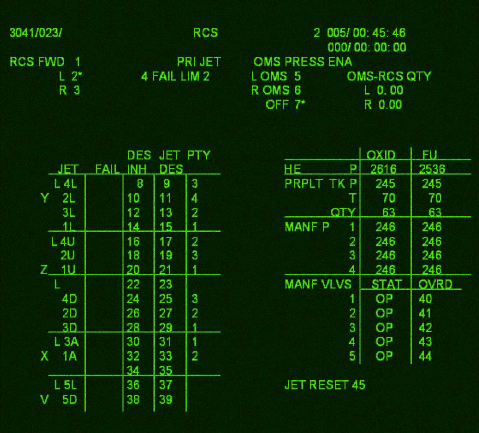 3041/023/ RCS 2 005/ 00: 45: 46
000/ 00: 00: 00
RCS FWD 1 PRI JET OMS PRESS ENA
L 2* 4 FAIL LIM 2 L OMS 5 OMS-RCS QTY
R 3 R OMS 6 L 0.00
OFF 7* R 0.00
DES JET PTY OXID FU
JET FAIL INH DES HE P 2616 2536
L 4L 8 9 3 PRPLT TK P 245 245
Y 2L 10 11 4 T 70 70
3L 12 13 2 QTY 63 63
1L 14 15 1 MANF P 1 246 246
L 4U 16 17 2 2 246 246
2U 18 19 3 3 246 246
Z 1U 20 21 1 4 246 246
L 22 23 MANF VLVS STAT OVRD
4D 24 25 3 1 OP 40
2D 26 27 2 2 OP 41
3D 28 29 1 3 OP 42
L 3A 30 31 1 4 OP 43
X 1A 32 33 2 5 OP 44
34 35
L 5L 36 37 JET RESET 45
V 5D 38 39